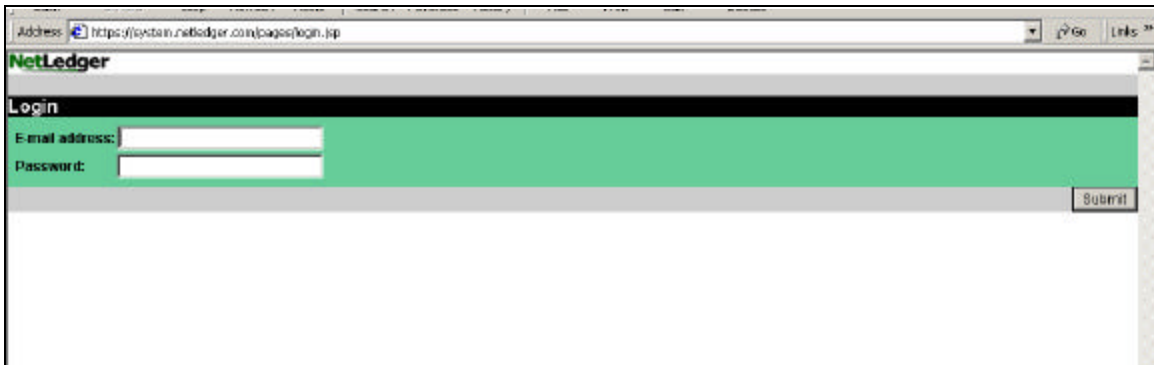 Address https://system.netledger.com/pages/login.jsp Go Links »
NetLedger
Login
E-mail address:
Password:
Submit